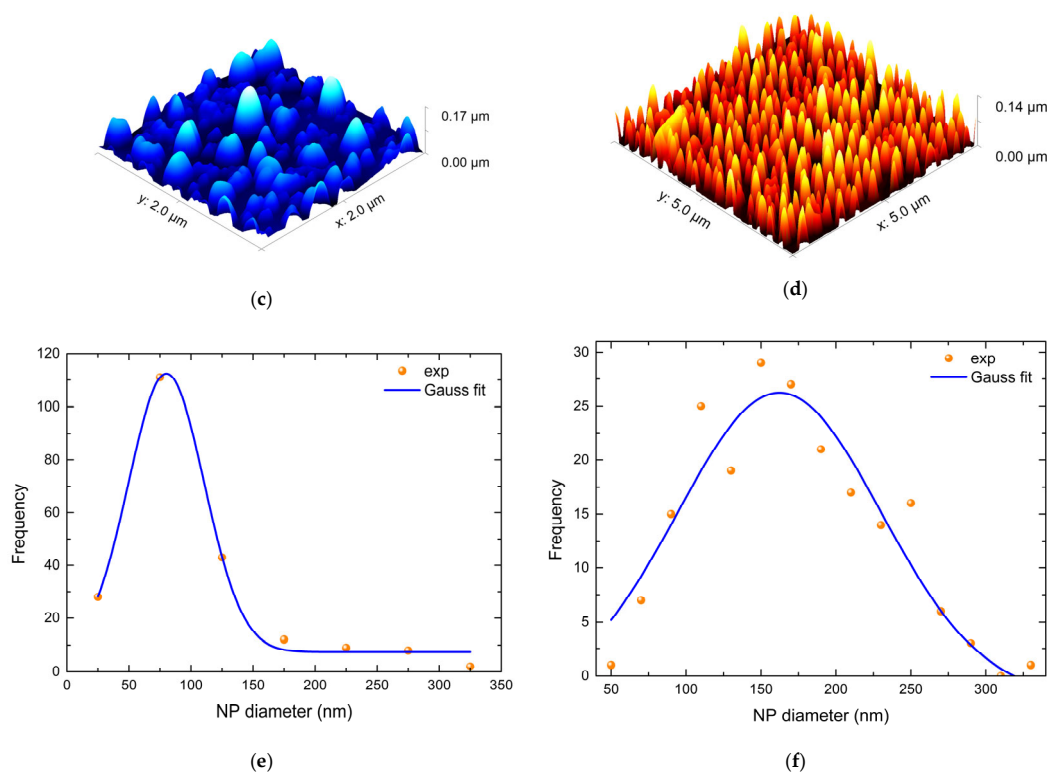 0.17 µm
0.00 µm
y: 2.0 µm
x: 2.0 µm
(c)
0.14 µm
0.00 µm
y: 5.0 µm
x: 5.0 µm
(d)
120
100
80
60
40
20
0
Frequency
exp
Gauss fit
0 50 100 150 200 250 300 350
NP diameter (nm)
(e)
30
25
20
15
10
5
0
Frequency
exp
Gauss fit
50 100 150 200 250 300
NP diameter (nm)
(f)